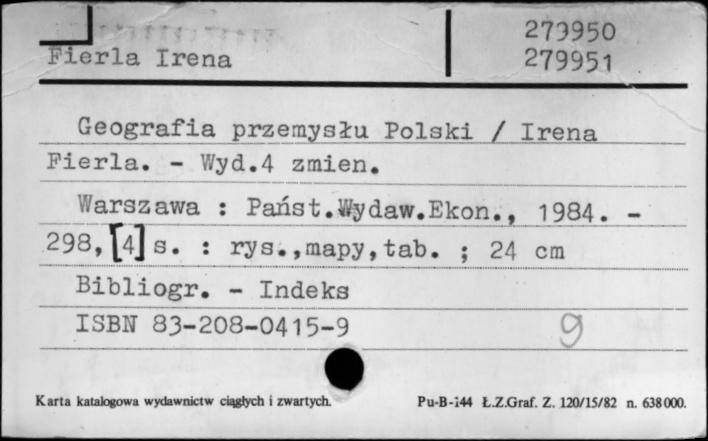 279950
Fierla Irena
279951
Geografia przemysłu Polski / Irena
Fierla. - Wyd.4 zmien.
Warszawa : Państ.Wydaw.Ekon., 1984. -
298,[4] s. : rys.,mapy,tab. ; 24 cm
Bibliogr. - Indeks
ISBN 83-208-0415-9
9
Karta katalogowa wydawnictw ciągłych i zwartych.
Pu-B-144 Ł.Z.Graf. Z. 120/15/82 n. 638000.